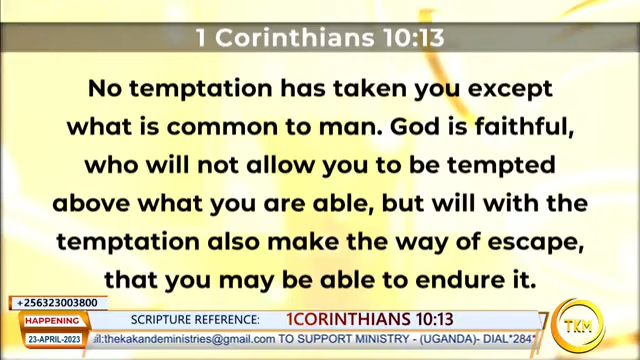 1 Corinthians 10:13
No temptation has taken you except
what is common to man. God is faithful,
who will not allow you to be tempted
above what you are able, but will with the
temptation also make the way of escape,
that you may be able to endure it.
+256323003800
HAPPENING
SCRIPTURE REFERENCE: 1CORINTHIANS 10:13
23-APRIL-2023
il:thekakandeministries@gmail.com TO SUPPORT MINISTRY - (UGANDA)- DIAL*284*
TKM